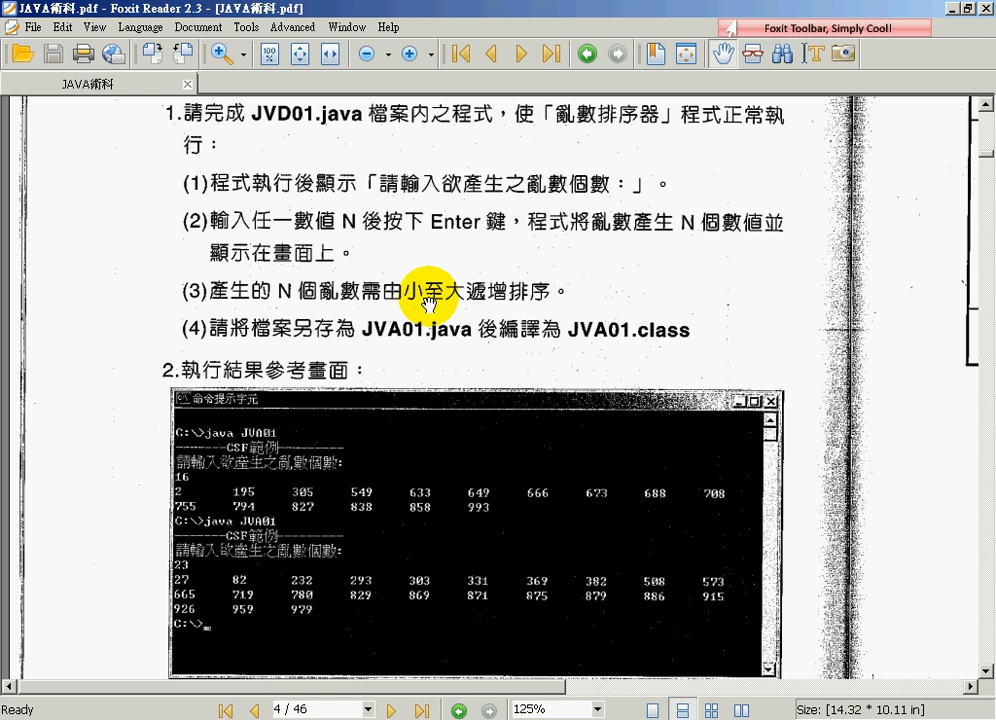 JAVA術科.pdf - Foxit Reader 2.3 - [JAVA術科.pdf]
File Edit View Language Document Tools Advanced Window Help
Foxit Toolbar, Simply Cool!
JAVA術科
1.請完成 JVD01.java 檔案內之程式，使「亂數排序器」程式正常執
行：
(1)程式執行後顯示「請輸入欲產生之亂數個數：」。
(2)輸入任一數值 N 後按下 Enter 鍵，程式將亂數產生 N 個數值並
顯示在畫面上。
(3)產生的 N 個亂數需由小至大遞增排序。
(4)請將檔案另存為 JVA01.java 後編譯為 JVA01.class
2.執行結果參考畫面：
命令提示字元
C:\>java JVA01
-------CSF範例---------
請輸入欲產生之亂數個數:
16
2 195 305 549 633 649 666 673 688 708
755 794 827 838 858 993
C:\>java JVA01
-------CSF範例---------
請輸入欲產生之亂數個數:
23
27 82 232 293 303 331 369 382 508 573
665 719 780 829 869 871 875 879 886 915
926 959 979
C:\>_
Ready 4 / 46 125% Size: [14.32 * 10.11 in]